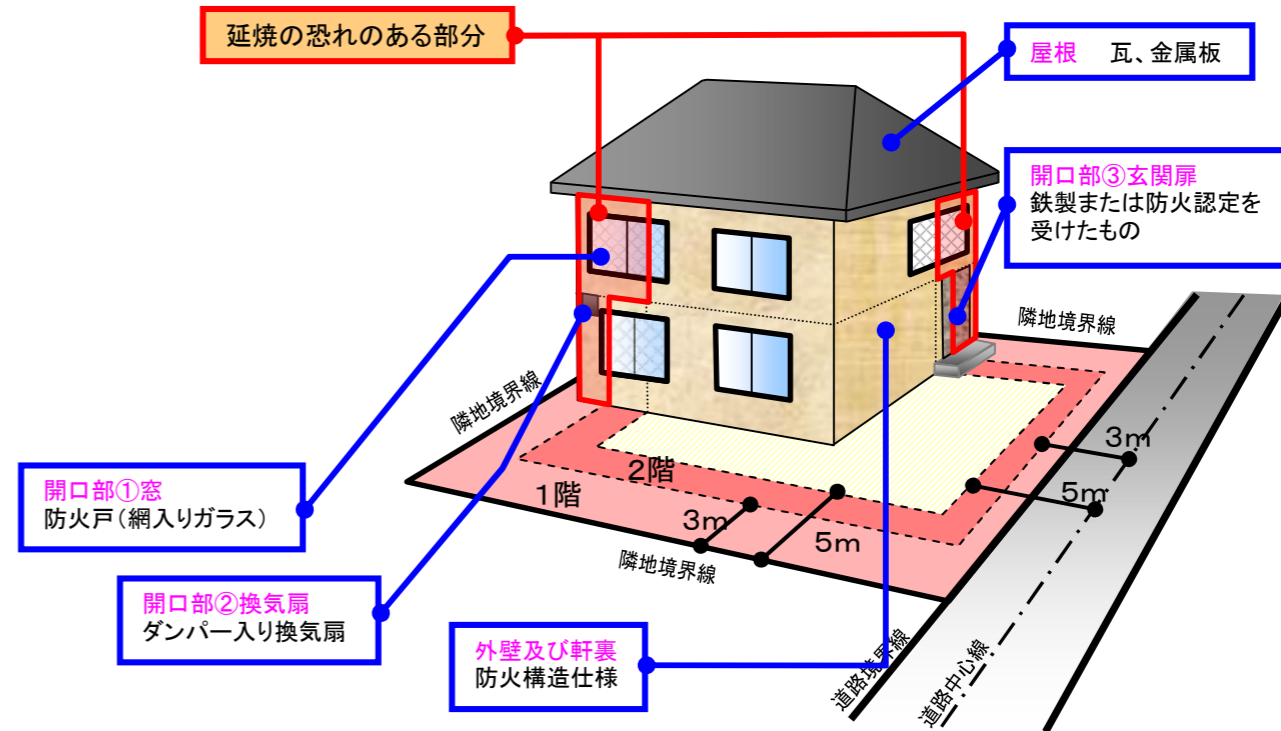 延焼の恐れのある部分
屋根　瓦、金属板
開口部③玄関扉
鉄製または防火認定を
受けたもの
隣地境界線
隣地境界線
3m
5m
2階
1階
3m
5m
隣地境界線
開口部①窓
防火戸(網入りガラス)
開口部②換気扇
ダンパー入り換気扇
外壁及び軒裏
防火構造仕様
道路境界線
道路中心線